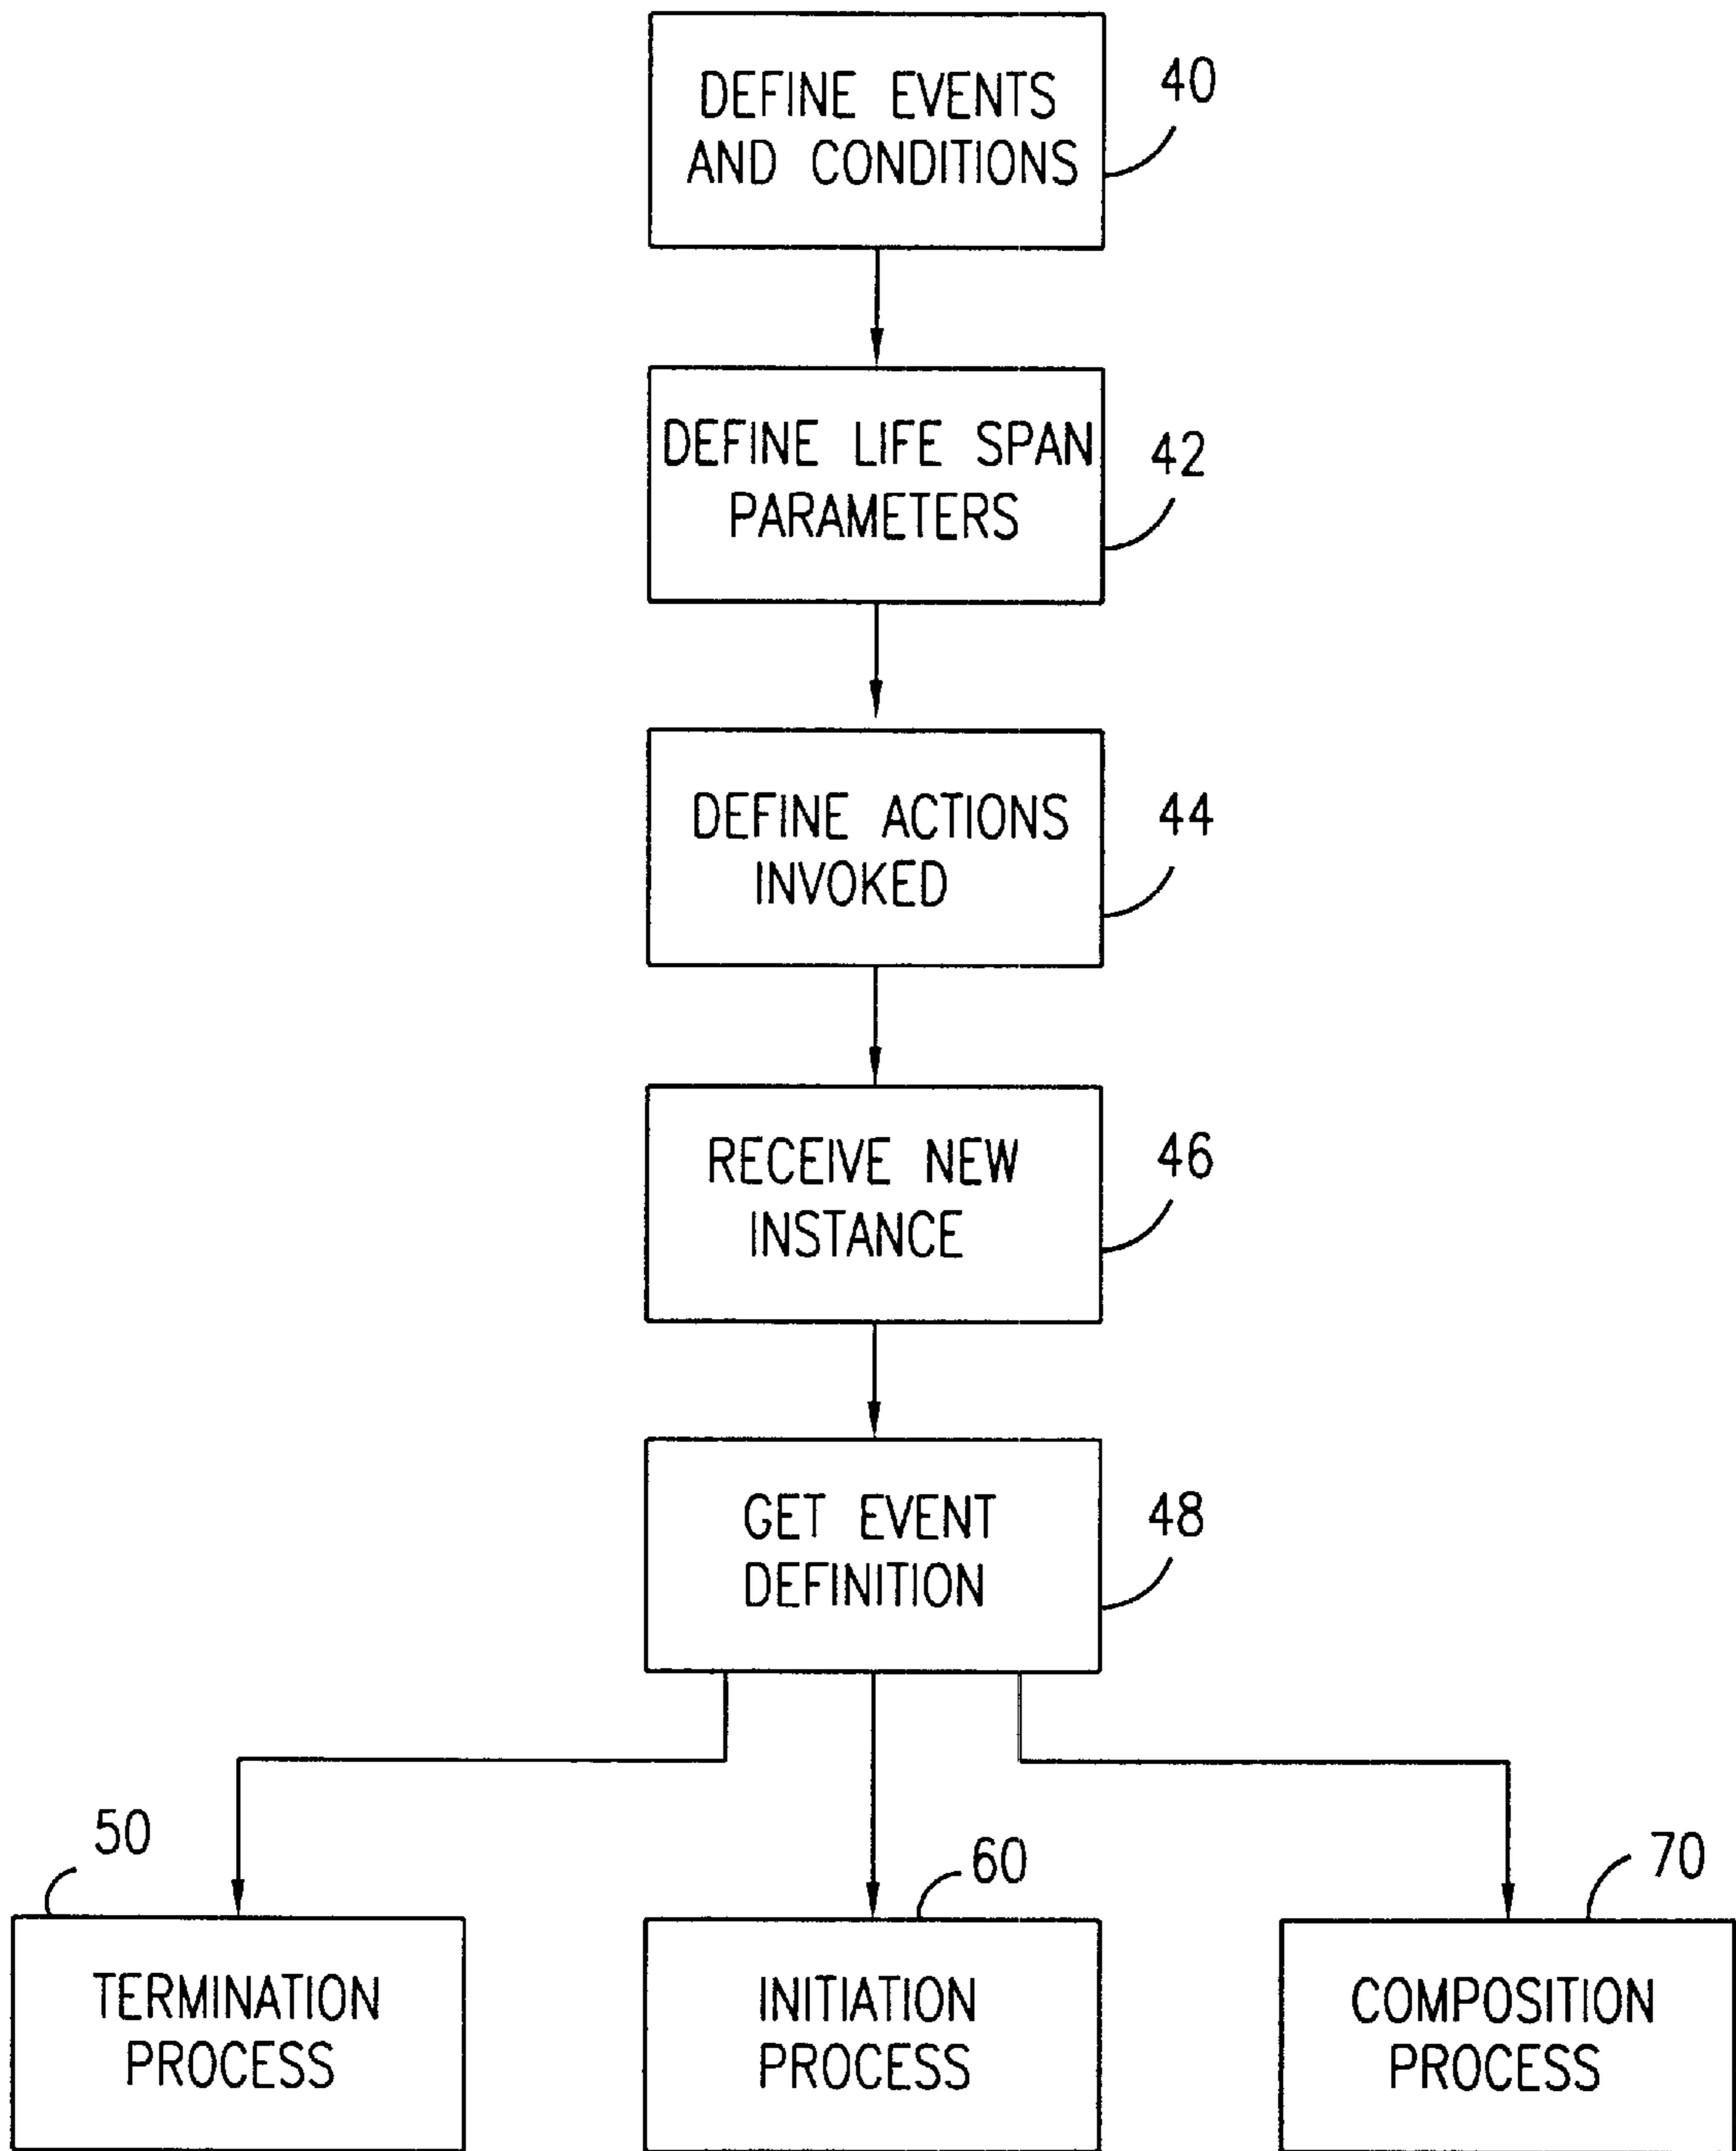 DEFINE EVENTS
AND CONDITIONS
40
DEFINE LIFE SPAN
PARAMETERS
42
DEFINE ACTIONS
INVOKED
44
RECEIVE NEW
INSTANCE
46
GET EVENT
DEFINITION
48
50
TERMINATION
PROCESS
60
INITIATION
PROCESS
70
COMPOSITION
PROCESS